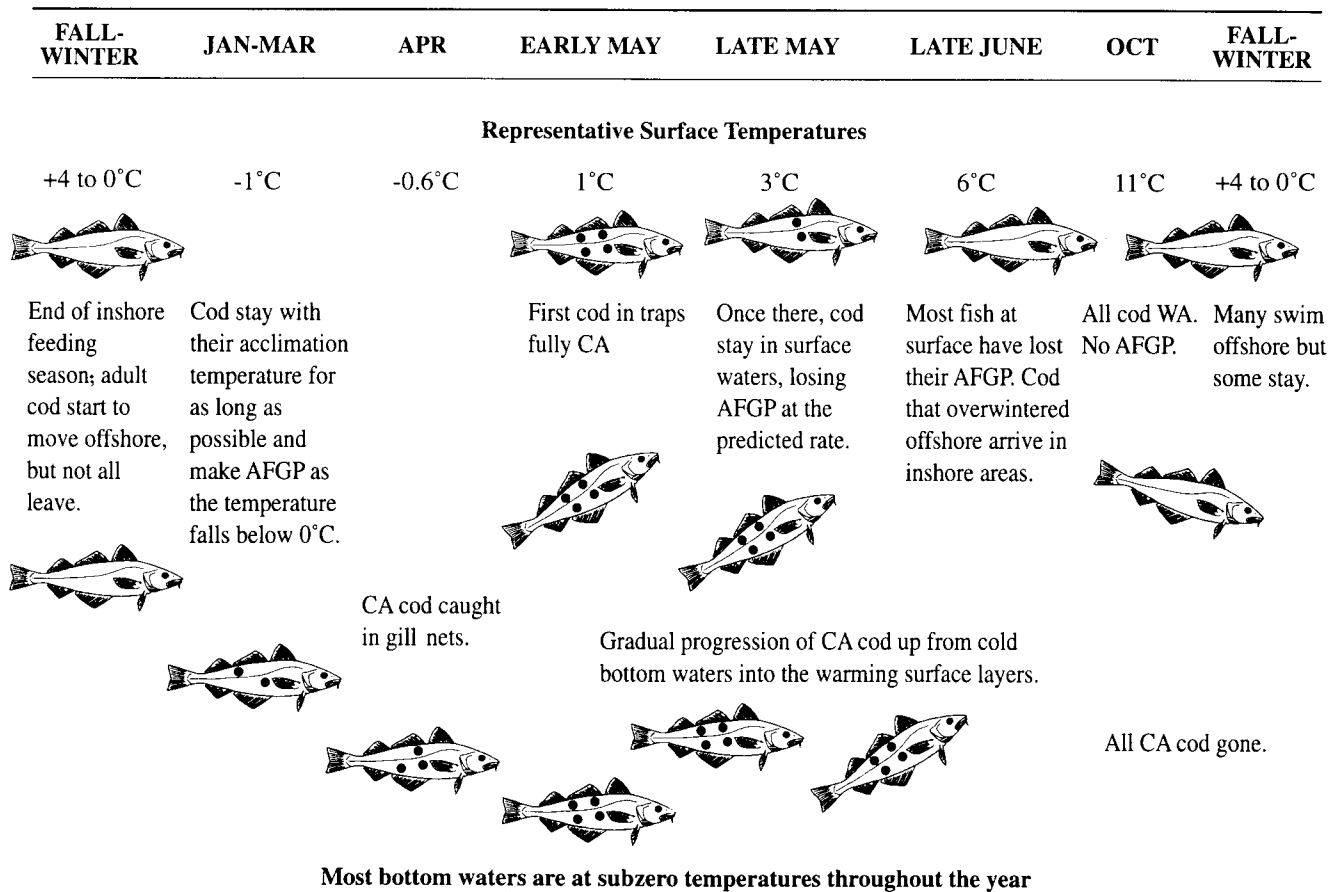 FALL-
WINTER
JAN-MAR
APR
EARLY MAY
LATE MAY
LATE JUNE
OCT
FALL-
WINTER
Representative Surface Temperatures
+4 to 0°C
-1°C
-0.6°C
1°C
3°C
6°C
11°C
+4 to 0°C
End of inshore
feeding
season; adult
cod start to
move offshore,
but not all
leave.
Cod stay with
their acclimation
temperature for
as long as
possible and
make AFGP as
the temperature
falls below 0°C.
CA cod caught
in gill nets.
First cod in traps
fully CA
Once there, cod
stay in surface
waters, losing
AFGP at the
predicted rate.
Most fish at
surface have lost
their AFGP. Cod
that overwintered
offshore arrive in
inshore areas.
All cod WA.
No AFGP.
Many swim
offshore but
some stay.
Gradual progression of CA cod up from cold
bottom waters into the warming surface layers.
All CA cod gone.
Most bottom waters are at subzero temperatures throughout the year